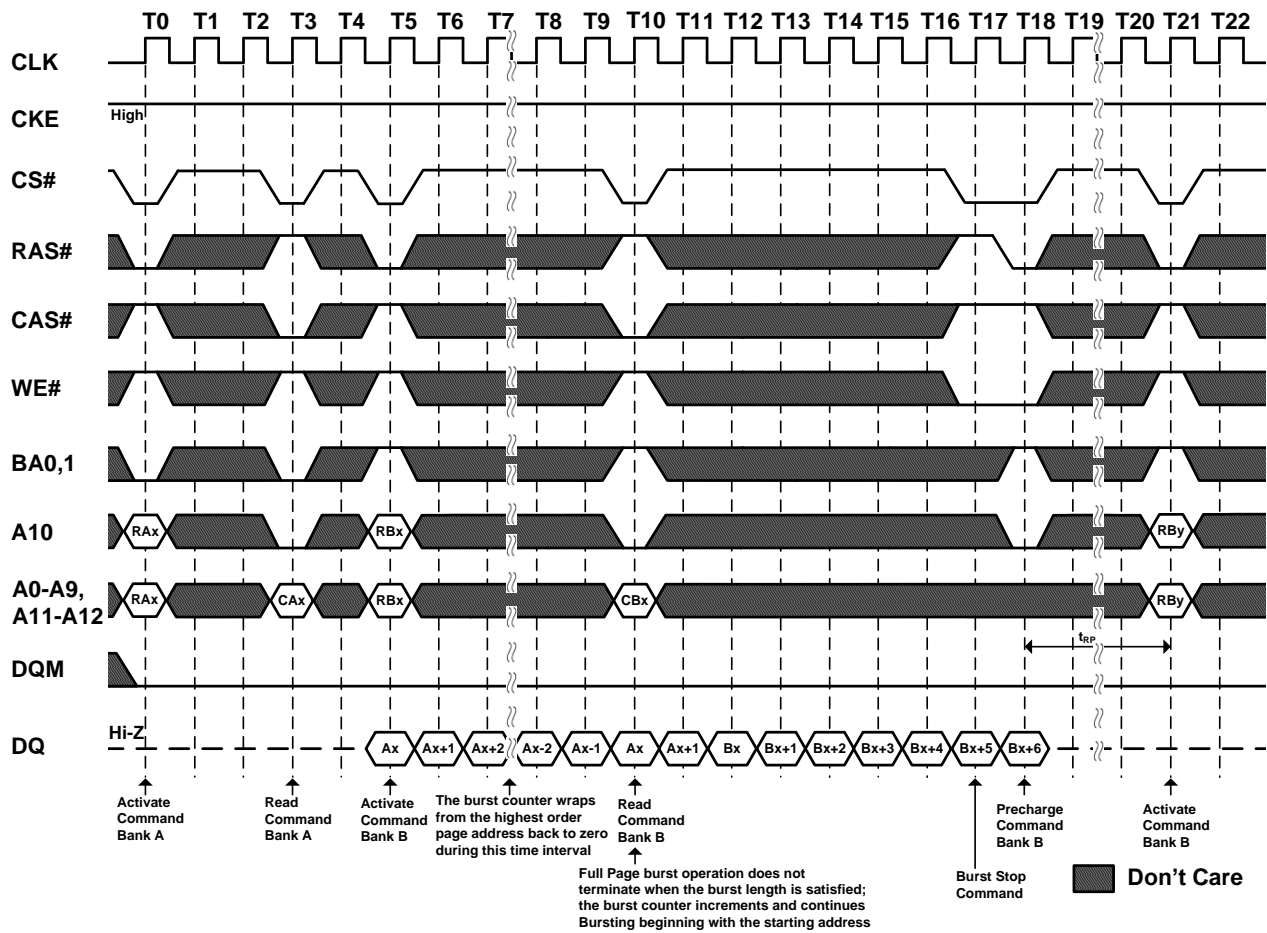 T0 T1 T2 T3 T4 T5 T6 T7 T8 T9 T10 T11 T12 T13 T14 T15 T16 T17 T18 T19 T20 T21 T22
CLK
CKE High
CS#
RAS#
CAS#
WE#
BA0,1
A10 RAx RBx RBy
A0-A9,
A11-A12 RAx CAx RBx CBx RBy
tRP
DQM
Hi-Z
DQ Ax Ax+1 Ax+2 Ax-2 Ax-1 Ax Ax+1 Bx Bx+1 Bx+2 Bx+3 Bx+4 Bx+5 Bx+6
Activate
Command
Bank A
Read
Command
Bank A
Activate
Command
Bank B
The burst counter wraps
from the highest order
page address back to zero
during this time interval
Read
Command
Bank B
Full Page burst operation does not
terminate when the burst length is satisfied;
the burst counter increments and continues
Bursting beginning with the starting address
Burst Stop
Command
Precharge
Command
Bank B
Activate
Command
Bank B
Don't Care